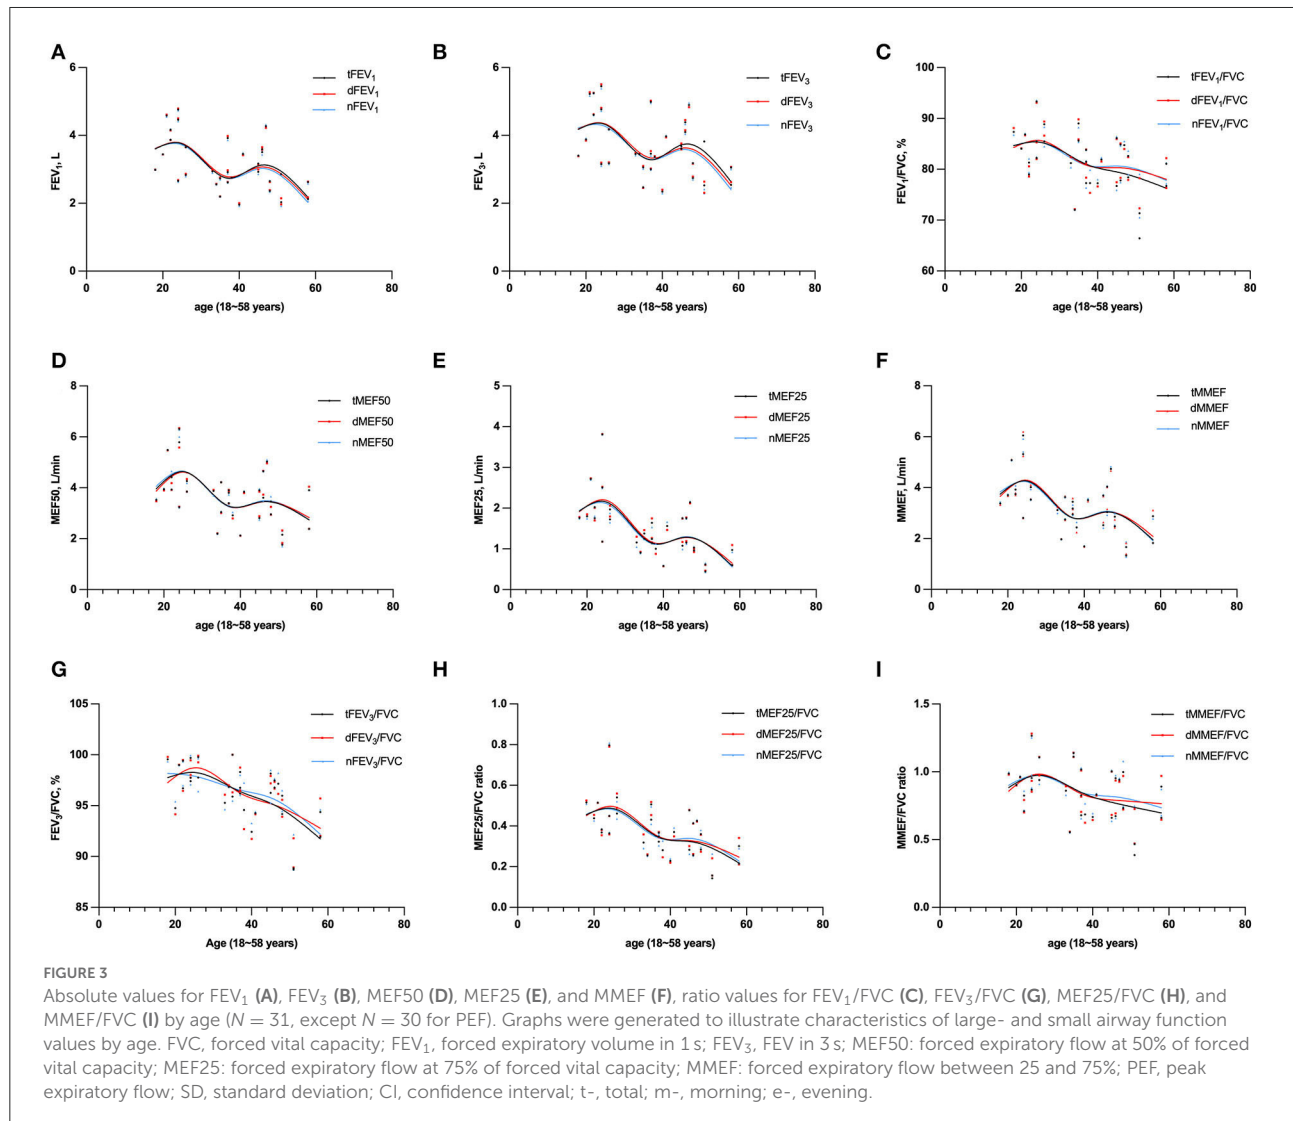 A
6
4
2
0
FEV1, L
tFEV1
dFEV1
nFEV1
0 20 40 60 80
age (18~58 years)
B
6
4
2
0
FEV3, L
tFEV3
dFEV3
nFEV3
0 20 40 60 80
age (18~58 years)
C
100
90
80
70
60
FEV1/FVC, %
tFEV1/FVC
dFEV1/FVC
nFEV1/FVC
0 20 40 60 80
age (18~58 years)
D
8
6
4
2
0
MEF50, L/min
tMEF50
dMEF50
nMEF50
0 20 40 60 80
age (18~58 years)
E
5
4
3
2
1
0
MEF25, L/min
tMEF25
dMEF25
nMEF25
0 20 40 60 80
age (18~58 years)
F
8
6
4
2
0
MMEF, L/min
tMMEF
dMMEF
nMMEF
0 20 40 60 80
age (18~58 years)
G
105
100
95
90
85
FEV3/FVC, %
tFEV3/FVC
dFEV3/FVC
nFEV3/FVC
0 20 40 60 80
Age (18~58 years)
H
1.0
0.8
0.6
0.4
0.2
0.0
MEF25/FVC ratio
tMEF25/FVC
dMEF25/FVC
nMEF25/FVC
0 20 40 60 80
age (18~58 years)
I
1.5
1.0
0.5
0.0
MMEF/FVC ratio
tMMEF/FVC
dMMEF/FVC
nMMEF/FVC
0 20 40 60 80
age (18~58 years)
FIGURE 3
Absolute values for FEV1 (A), FEV3 (B), MEF50 (D), MEF25 (E), and MMEF (F), ratio values for FEV1/FVC (C), FEV3/FVC (G), MEF25/FVC (H), and
MMEF/FVC (I) by age (N = 31, except N = 30 for PEF). Graphs were generated to illustrate characteristics of large- and small airway function
values by age. FVC, forced vital capacity; FEV1, forced expiratory volume in 1 s; FEV3, FEV in 3 s; MEF50: forced expiratory flow at 50% of forced
vital capacity; MEF25: forced expiratory flow at 75% of forced vital capacity; MMEF: forced expiratory flow between 25 and 75%; PEF, peak
expiratory flow; SD, standard deviation; CI, confidence interval; t-, total; m-, morning; e-, evening.